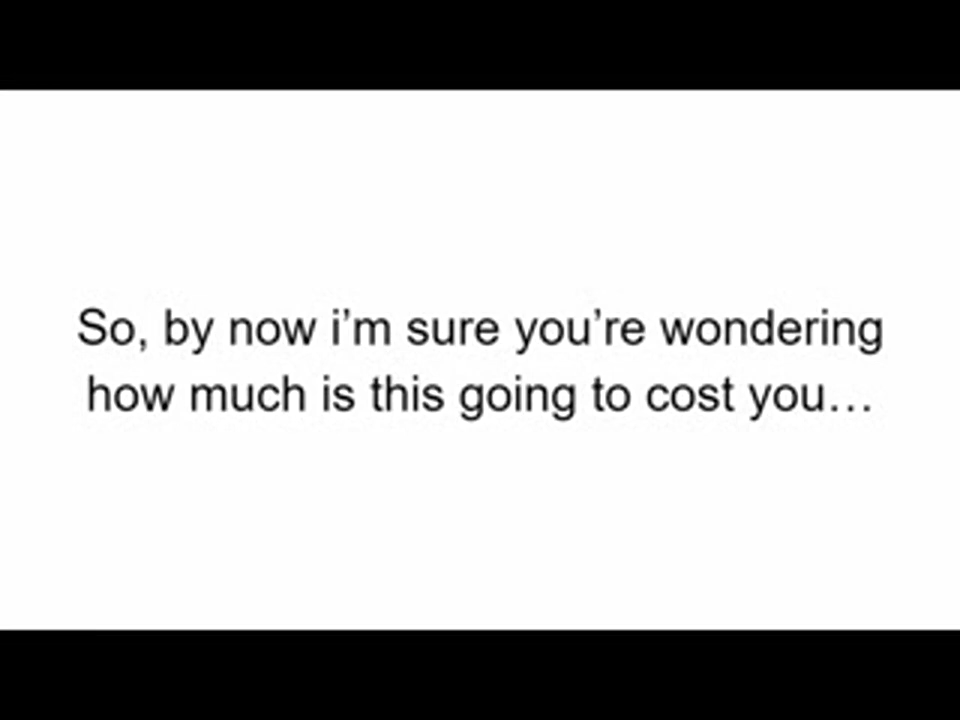 So, by now i’m sure you’re wondering
how much is this going to cost you…